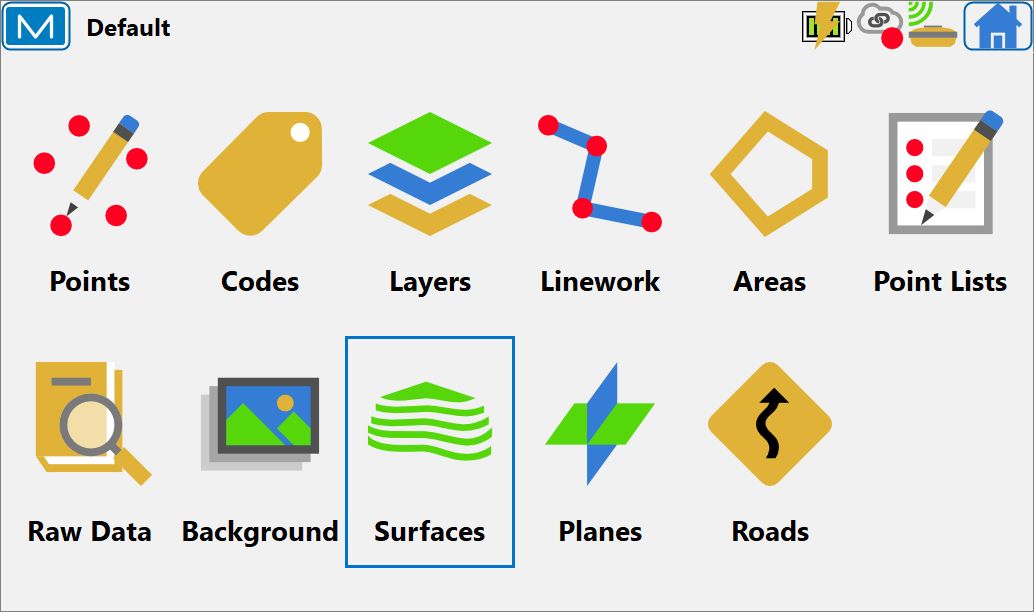 M
Default
Points
Codes
Layers
Linework
Areas
Point Lists
Raw Data
Background
Surfaces
Planes
Roads